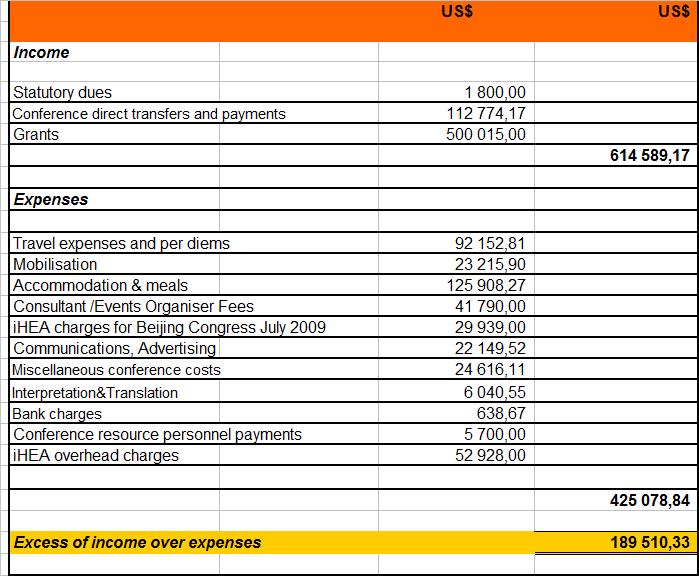 US$ US$
Income
Statutory dues 1 800,00
Conference direct transfers and payments 112 774,17
Grants 500 015,00
614 589,17
Expenses
Travel expenses and per diems 92 152,81
Mobilisation 23 215,90
Accommodation & meals 125 908,27
Consultant /Events Organiser Fees 41 790,00
iHEA charges for Beijing Congress July 2009 29 939,00
Communications, Advertising 22 149,52
Miscellaneous conference costs 24 616,11
Interpretation&Translation 6 040,55
Bank charges 638,67
Conference resource personnel payments 5 700,00
iHEA overhead charges 52 928,00
425 078,84
Excess of income over expenses 189 510,33